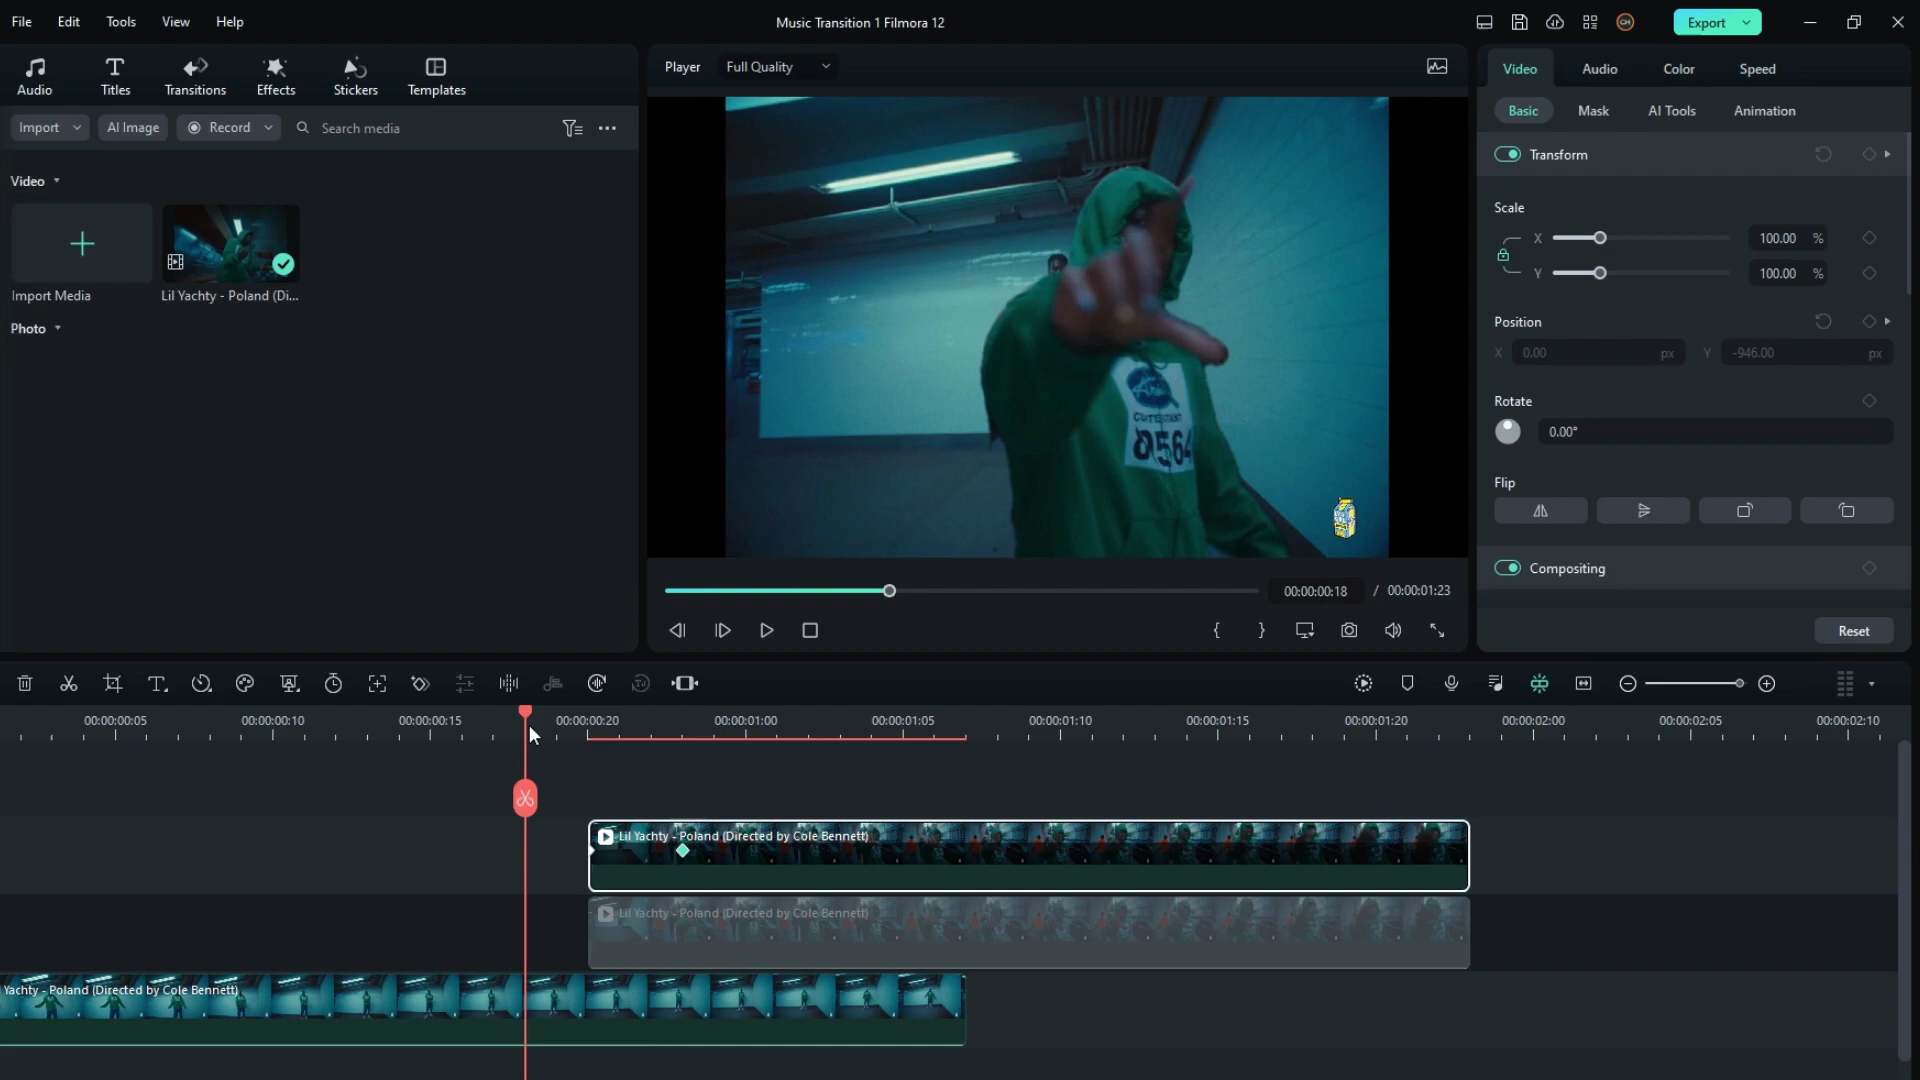 File Edit Tools View Help
Music Transition 1 Filmora 12
Export
Audio Titles Transitions Effects Stickers Templates
Player Full Quality
Video Audio Color Speed
Import AI Image Record Search media
Basic Mask AI Tools Animation
Transform
Video
Scale
X 100.00 %
Y 100.00 %
Import Media Lil Yachty - Poland (Di...
Photo
Position
X 0.00 px Y -946.00 px
Rotate
0.00°
8564
Flip
Compositing
00:00:00:18 / 00:00:01:23
Reset
00:00:00:05 00:00:00:10 00:00:00:15 00:00:00:20 00:00:01:00 00:00:01:05 00:00:01:10 00:00:01:15 00:00:01:20 00:00:02:00 00:00:02:05 00:00:02:10
Lil Yachty - Poland (Directed by Cole Bennett)
Lil Yachty - Poland (Directed by Cole Bennett)
Yachty - Poland (Directed by Cole Bennett)